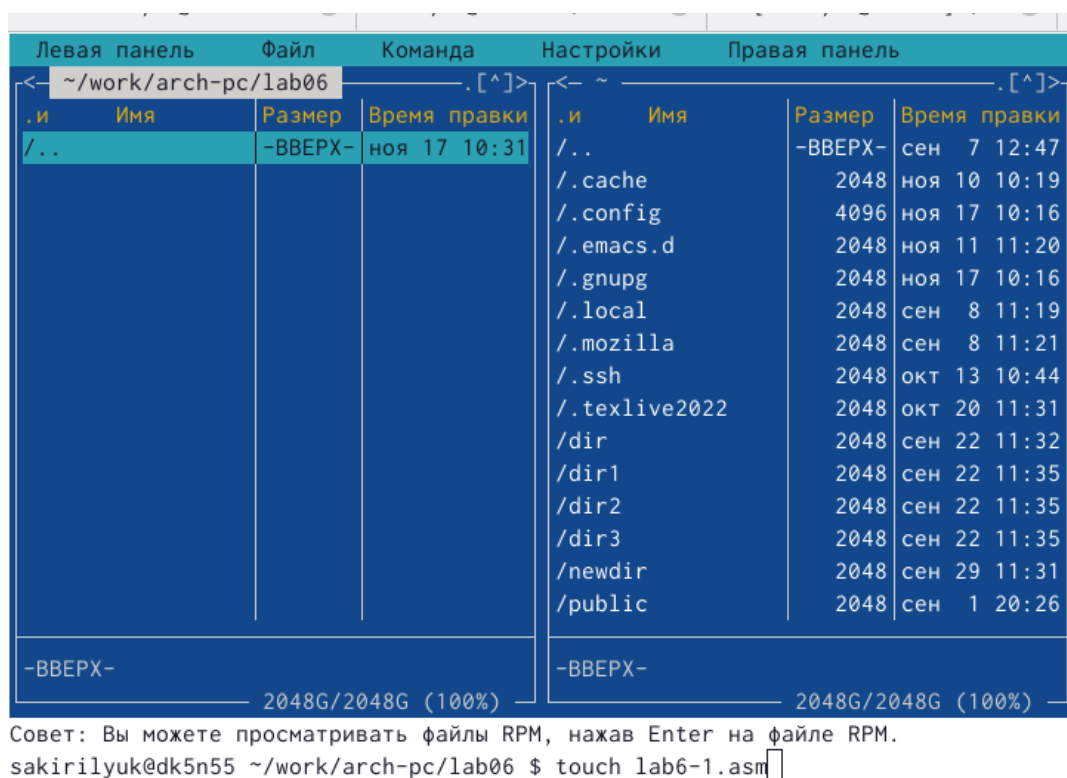 Левая панель Файл Команда Настройки Правая панель
<— ~/work/arch-pc/lab06 .[^]>
.и Имя Размер Время правки
/.. -ВВЕРХ- ноя 17 10:31
-ВВЕРХ-
2048G/2048G (100%)
<— ~ .[^]>
.и Имя Размер Время правки
/.. -ВВЕРХ- сен 7 12:47
/.cache 2048 ноя 10 10:19
/.config 4096 ноя 17 10:16
/.emacs.d 2048 ноя 11 11:20
/.gnupg 2048 ноя 17 10:16
/.local 2048 сен 8 11:19
/.mozilla 2048 сен 8 11:21
/.ssh 2048 окт 13 10:44
/.texlive2022 2048 окт 20 11:31
/dir 2048 сен 22 11:32
/dir1 2048 сен 22 11:35
/dir2 2048 сен 22 11:35
/dir3 2048 сен 22 11:35
/newdir 2048 сен 29 11:31
/public 2048 сен 1 20:26
-ВВЕРХ-
2048G/2048G (100%)
Совет: Вы можете просматривать файлы RPM, нажав Enter на файле RPM.
sakirilyuk@dk5n55 ~/work/arch-pc/lab06 $ touch lab6-1.asm